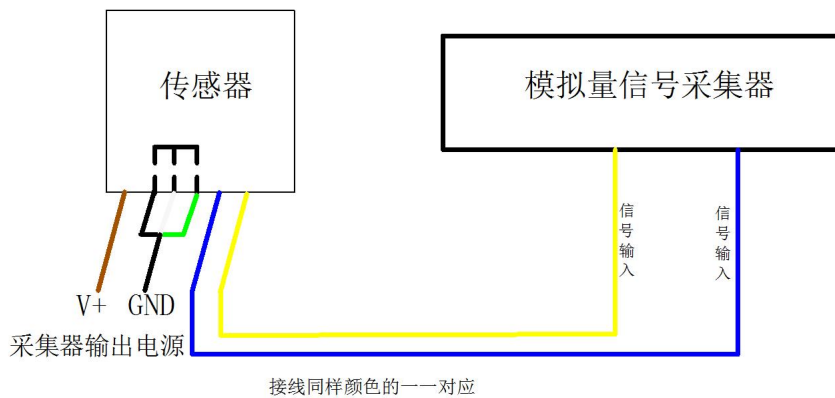 传感器
模拟量信号采集器
信号输入
信号输入
V+ GND
采集器输出电源
接线同样颜色的一一对应